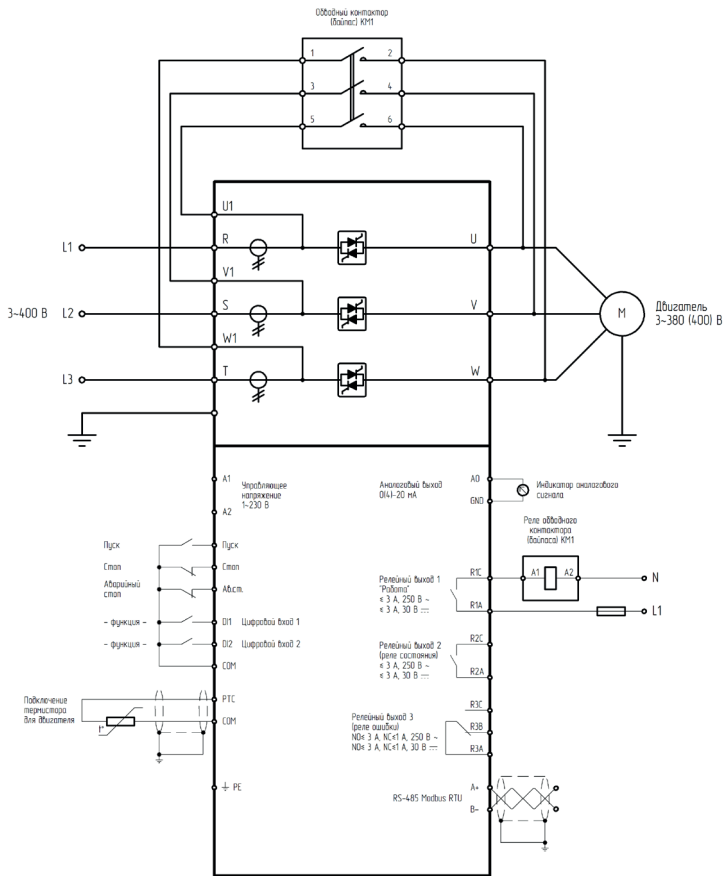 Обводный контактор
(байпас) КМ1
1 2
3 4
5 6
U1
L1 R U
V1
3~400 В L2 S V М Двигатель
3~380 (400) В
W1
L3 T W
A1 Управляющее
напряжение
1~230 В
A2
Аналоговый выход
0(4)-20 мА
AO
GND
Индикатор аналогового
сигнала
Реле обводного
контактора
(байпаса) КМ1
Пуск Пуск
Стоп Стоп
Аварийный
стоп
Ав.ст.
- функция - DI1 Цифровой вход 1
- функция - DI2 Цифровой вход 2
COM
Релейный выход 1
"Работа"
≤ 3 А, 250 В ~
≤ 3 А, 30 В ⎓
R1C A1 A2 N
R1A L1
Релейный выход 2
(реле состояния)
≤ 3 А, 250 В ~
≤ 3 А, 30 В ⎓
R2C
R2A
Подключение
термистора
для двигателя
t°
PTC
COM
Релейный выход 3
(реле ошибки)
NO≤ 3 А, NC≤1 А, 250 В ~
NO≤ 3 А, NC≤1 А, 30 В ⎓
R3C
R3B
R3A
PE
RS-485 Modbus RTU
A+
B-